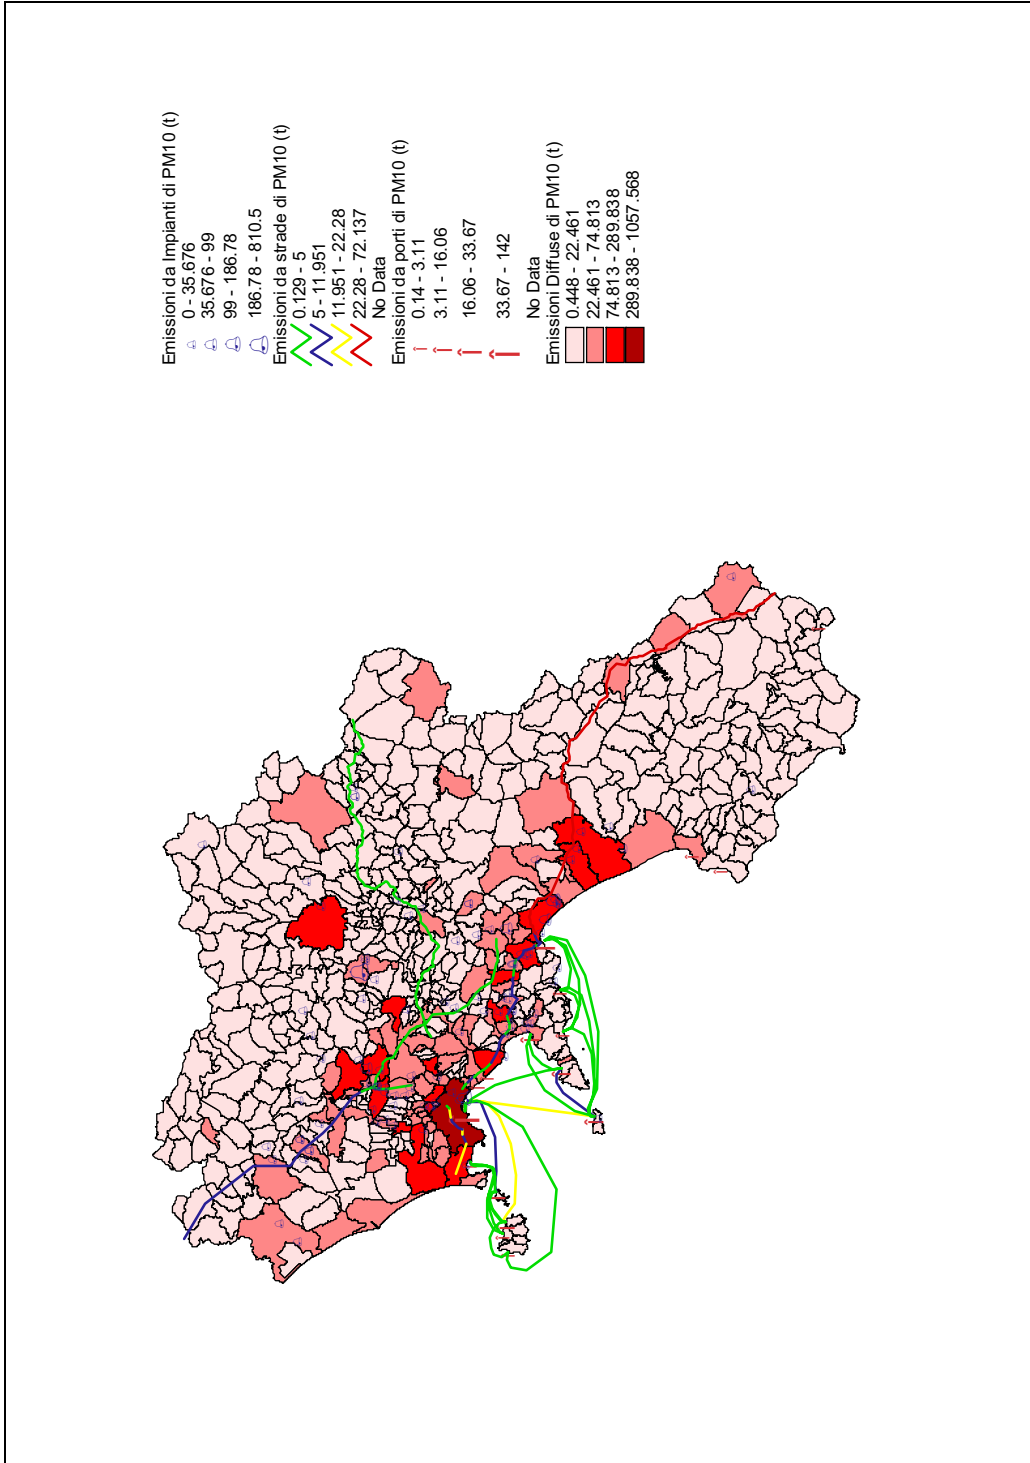 Emissioni da Impianti di PM10 (t)
0 - 35.676
35.676 - 99
99 - 186.78
186.78 - 810.5
Emissioni da strade di PM10 (t)
0.129 - 5
5 - 11.951
11.951 - 22.28
22.28 - 72.137
No Data
Emissioni da porti di PM10 (t)
0.14 - 3.11
3.11 - 16.06
16.06 - 33.67
33.67 - 142
No Data
Emissioni Diffuse di PM10 (t)
0.448 - 22.461
22.461 - 74.813
74.813 - 289.838
289.838 - 1057.568